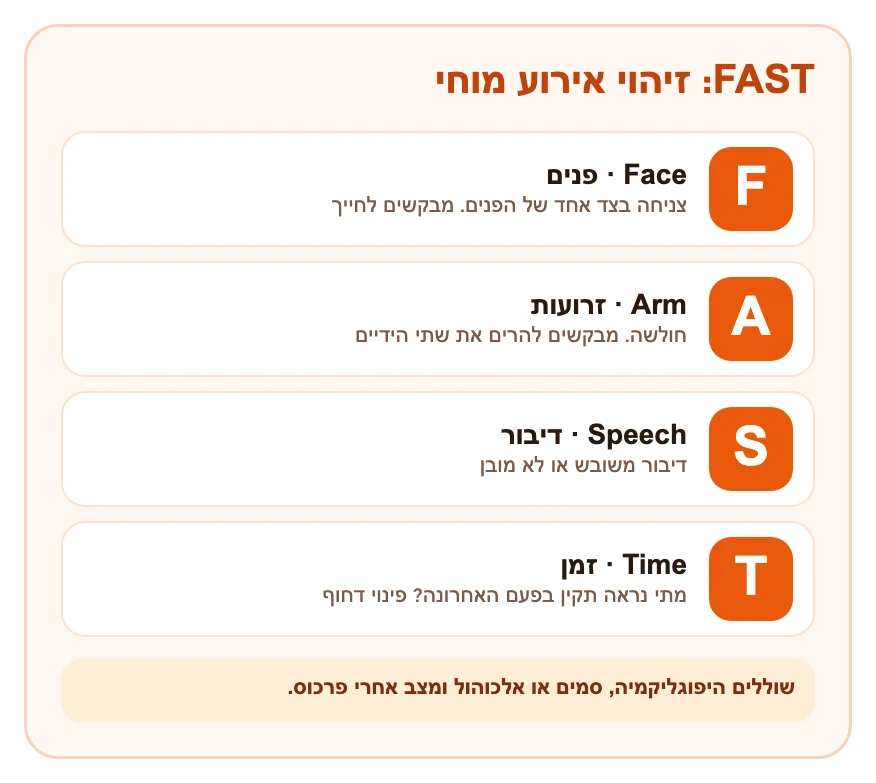 FAST: זיהוי אירוע מוחי
F
Face · פנים
צניחה בצד אחד של הפנים. מבקשים לחייך
A
Arm · זרועות
חולשה. מבקשים להרים את שתי הידיים
S
Speech · דיבור
דיבור משובש או לא מובן
T
Time · זמן
מתי נראה תקין בפעם האחרונה? פינוי דחוף
שוללים היפוגליקמיה, סמים או אלכוהול ומצב אחרי פרכוס.